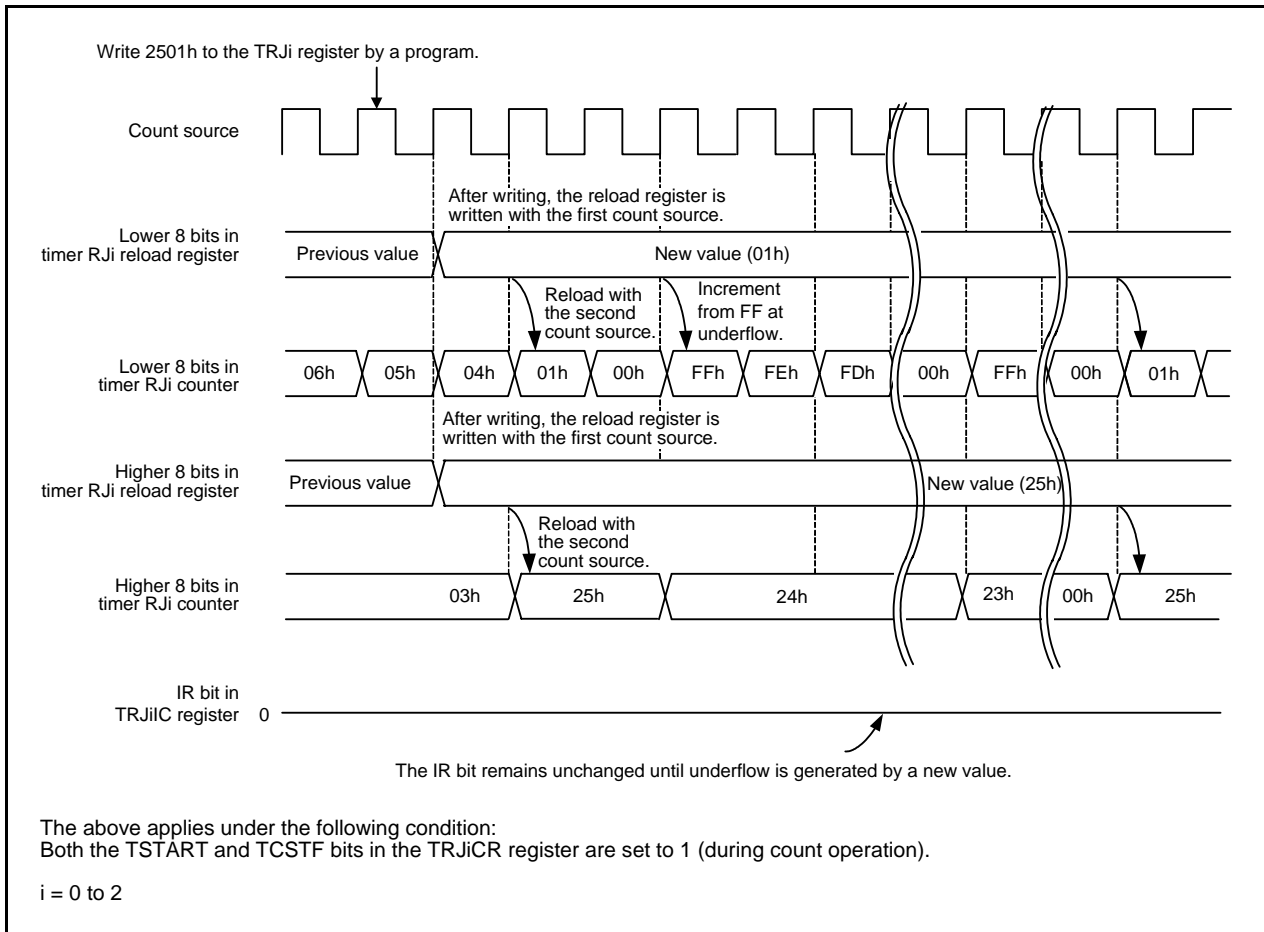 Write 2501h to the TRJi register by a program.
Count source
After writing, the reload register is
written with the first count source.
Lower 8 bits in
timer RJi reload register
Previous value
New value (01h)
Reload with
the second
count source.
Increment
from FF at
underflow.
Lower 8 bits in
timer RJi counter
06h 05h 04h 01h 00h FFh FEh FDh 00h FFh 00h 01h
After writing, the reload register is
written with the first count source.
Higher 8 bits in
timer RJi reload register
Previous value
New value (25h)
Reload with
the second
count source.
Higher 8 bits in
timer RJi counter
03h 25h 24h 23h 00h 25h
IR bit in
TRJiIC register
0
The IR bit remains unchanged until underflow is generated by a new value.
The above applies under the following condition:
Both the TSTART and TCSTF bits in the TRJiCR register are set to 1 (during count operation).
i = 0 to 2